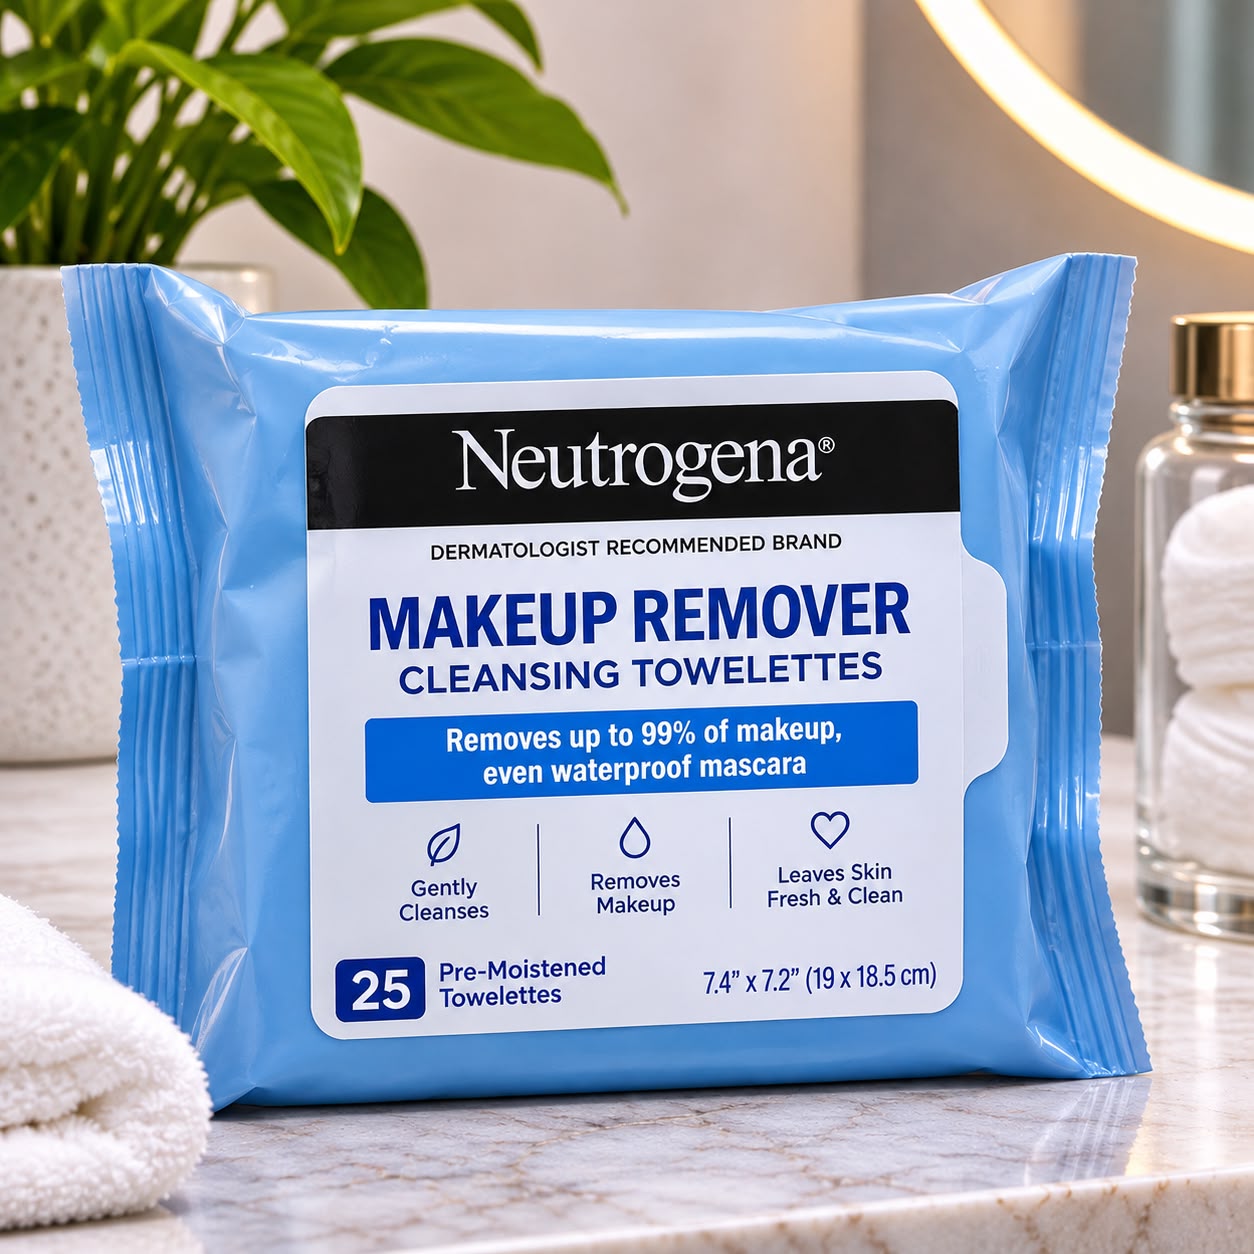 Neutrogena®
DERMATOLOGIST RECOMMENDED BRAND
MAKEUP REMOVER
CLEANSING TOWELETTES
Removes up to 99% of makeup,
even waterproof mascara
Gently
Cleanses
Removes
Makeup
Leaves Skin
Fresh & Clean
25
Pre-Moistened
Towelettes
7.4” x 7.2” (19 x 18.5 cm)